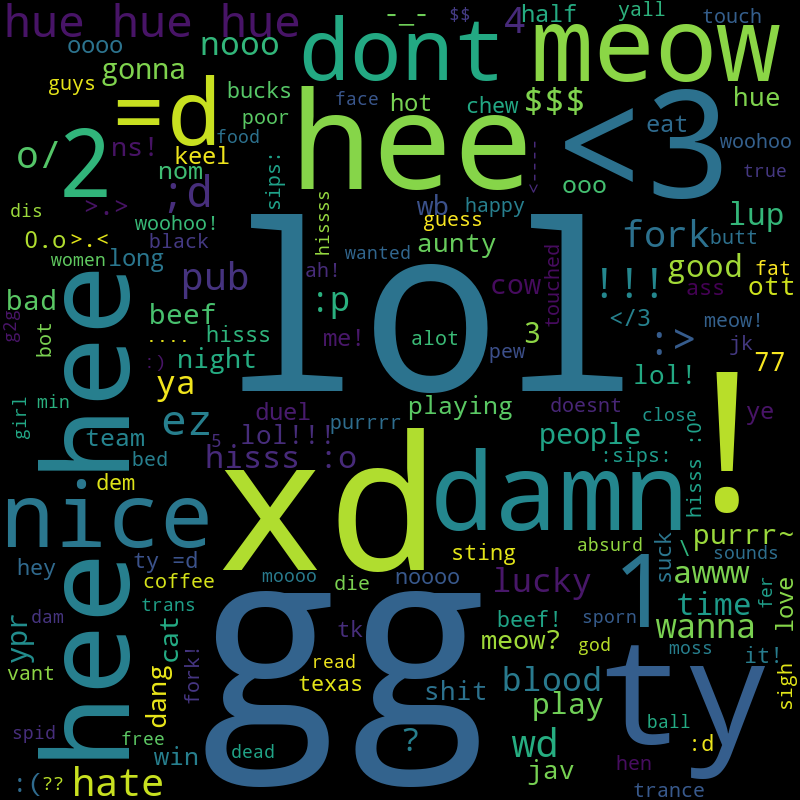 hue hue hue
-_-
$$
4
half
yall
touch
oooo
nooo
dont
meow
guys
gonna
=d
bucks
face
hot
chew
$$$
hue
hee
<3
poor
food
eat
woohoo
o/
2
ns!
keel
nom
sips:
<----
true
;d
ooo
dis
>.>
woohoo!
hissss
wb
happy
guess
lup
O.o
>.<
black
wanted
aunty
touched
fork
butt
women
long
ah!
pub
lol
cow
!!!
good
fat
ass
ott
bad
g2g
bot
hee hee
beef
:p
....
hisss
me!
alot
3
</3
meow!
:>
jk
:)
night
pew
77
ya
lol!
girl
min
duel
playing
doesnt
close
ye
ez
5
.
lol!!!
purrrr
team
people
!
bed
hisss :o
:sips:
hisss :O
dem
.
xd
damn
nice
purrr~
hey
ty =d
sting
absurd
\
sounds
coffee
moooo
die
noooo
lucky
suck
awww
trans
1
time
fer
love
ypr
dam
hee
cat
gg
tk
beef!
sporn
wanna
meow?
god
moss
it!
vant
dang
fork!
read
texas
shit
blood
ty
sigh
play
spid
free
win
dead
?
wd
ball
:d
hen
jav
:(
??
hate
trance